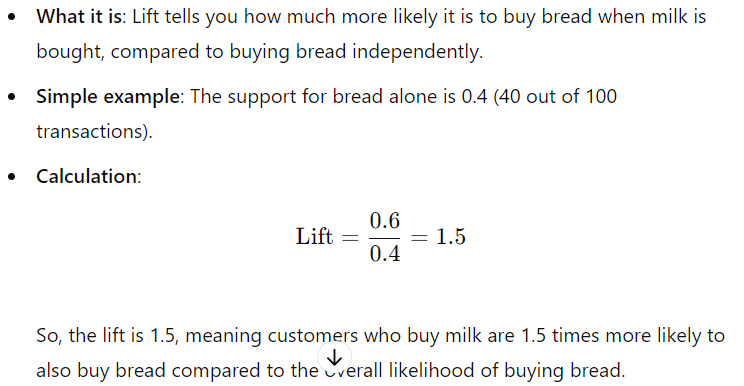 • What it is: Lift tells you how much more likely it is to buy bread when milk is
bought, compared to buying bread independently.
• Simple example: The support for bread alone is 0.4 (40 out of 100
transactions).
• Calculation:
Lift = 0.6 / 0.4 = 1.5
So, the lift is 1.5, meaning customers who buy milk are 1.5 times more likely to
also buy bread compared to the overall likelihood of buying bread.